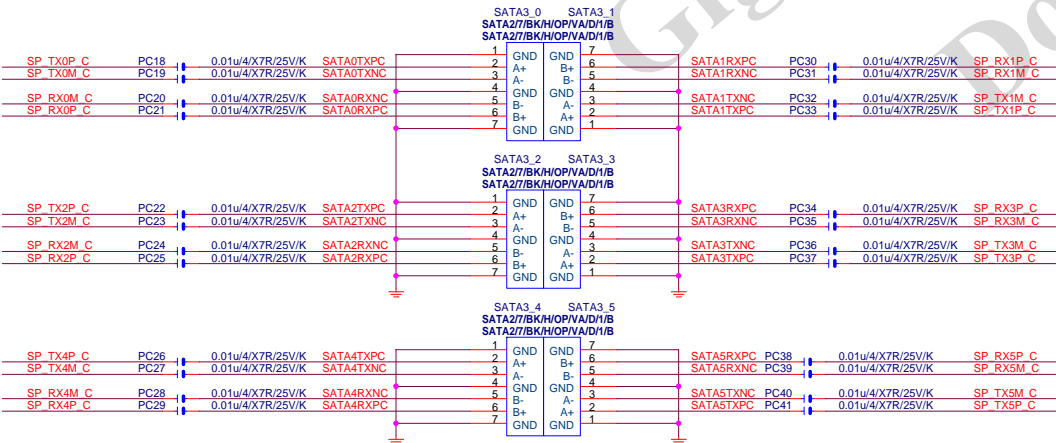 SATA3_0 SATA3_1
SATA2/7/BK/H/OP/VA/D/1/B
SATA2/7/BK/H/OP/VA/D/1/B
1 GND GND 7
SP_TX0P_C PC18 0.01u/4/X7R/25V/K SATA0TXPC 2 A+ B+ 6 SATA1RXPC PC30 0.01u/4/X7R/25V/K SP_RX1P_C
SP_TX0M_C PC19 0.01u/4/X7R/25V/K SATA0TXNC 3 A- B- 5 SATA1RXNC PC31 0.01u/4/X7R/25V/K SP_RX1M_C
4 GND GND 4
SP_RX0M_C PC20 0.01u/4/X7R/25V/K SATA0RXNC 5 B- A- 3 SATA1TXNC PC32 0.01u/4/X7R/25V/K SP_TX1M_C
SP_RX0P_C PC21 0.01u/4/X7R/25V/K SATA0RXPC 6 B+ A+ 2 SATA1TXPC PC33 0.01u/4/X7R/25V/K SP_TX1P_C
7 GND GND 1
SATA3_2 SATA3_3
SATA2/7/BK/H/OP/VA/D/1/B
SATA2/7/BK/H/OP/VA/D/1/B
1 GND GND 7
SP_TX2P_C PC22 0.01u/4/X7R/25V/K SATA2TXPC 2 A+ B+ 6 SATA3RXPC PC34 0.01u/4/X7R/25V/K SP_RX3P_C
SP_TX2M_C PC23 0.01u/4/X7R/25V/K SATA2TXNC 3 A- B- 5 SATA3RXNC PC35 0.01u/4/X7R/25V/K SP_RX3M_C
4 GND GND 4
SP_RX2M_C PC24 0.01u/4/X7R/25V/K SATA2RXNC 5 B- A- 3 SATA3TXNC PC36 0.01u/4/X7R/25V/K SP_TX3M_C
SP_RX2P_C PC25 0.01u/4/X7R/25V/K SATA2RXPC 6 B+ A+ 2 SATA3TXPC PC37 0.01u/4/X7R/25V/K SP_TX3P_C
7 GND GND 1
SATA3_4 SATA3_5
SATA2/7/BK/H/OP/VA/D/1/B
SATA2/7/BK/H/OP/VA/D/1/B
1 GND GND 7
SP_TX4P_C PC26 0.01u/4/X7R/25V/K SATA4TXPC 2 A+ B+ 6 SATA5RXPC PC38 0.01u/4/X7R/25V/K SP_RX5P_C
SP_TX4M_C PC27 0.01u/4/X7R/25V/K SATA4TXNC 3 A- B- 5 SATA5RXNC PC39 0.01u/4/X7R/25V/K SP_RX5M_C
4 GND GND 4
SP_RX4M_C PC28 0.01u/4/X7R/25V/K SATA4RXNC 5 B- A- 3 SATA5TXNC PC40 0.01u/4/X7R/25V/K SP_TX5M_C
SP_RX4P_C PC29 0.01u/4/X7R/25V/K SATA4RXPC 6 B+ A+ 2 SATA5TXPC PC41 0.01u/4/X7R/25V/K SP_TX5P_C
7 GND GND 1